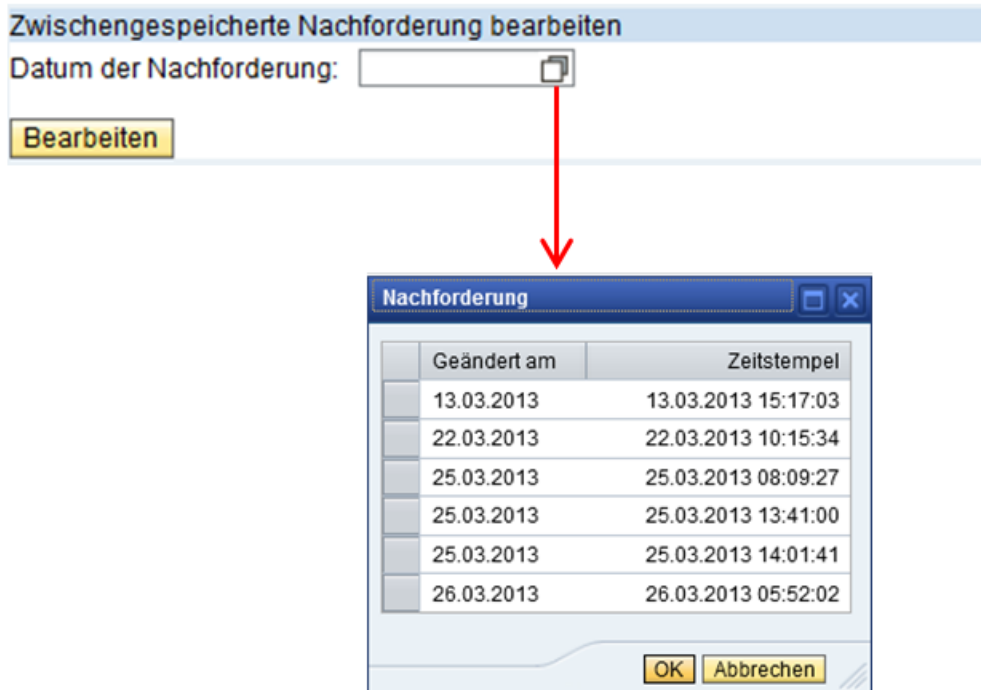 Zwischengespeicherte Nachforderung bearbeiten
Datum der Nachforderung:
Bearbeiten
Nachforderung
Geändert am Zeitstempel
13.03.2013 13.03.2013 15:17:03
22.03.2013 22.03.2013 10:15:34
25.03.2013 25.03.2013 08:09:27
25.03.2013 25.03.2013 13:41:00
25.03.2013 25.03.2013 14:01:41
26.03.2013 26.03.2013 05:52:02
OK Abbrechen